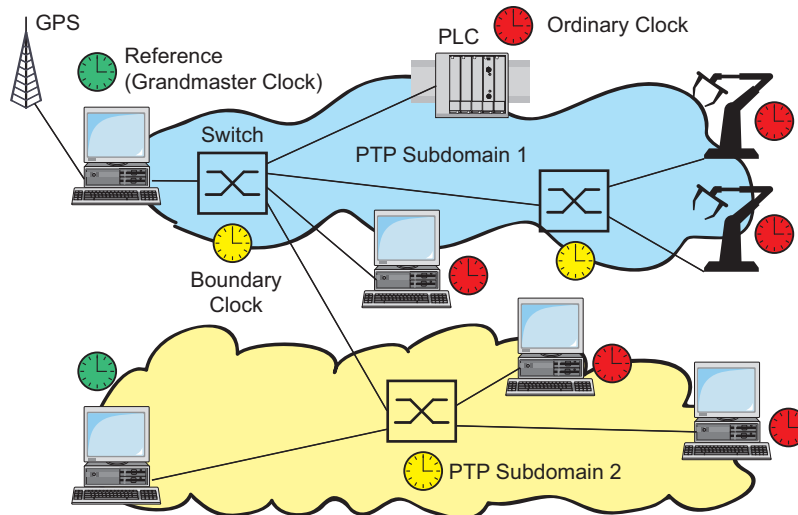 GPS
Reference
(Grandmaster Clock)
PLC
Ordinary Clock
Switch
PTP Subdomain 1
Boundary
Clock
PTP Subdomain 2